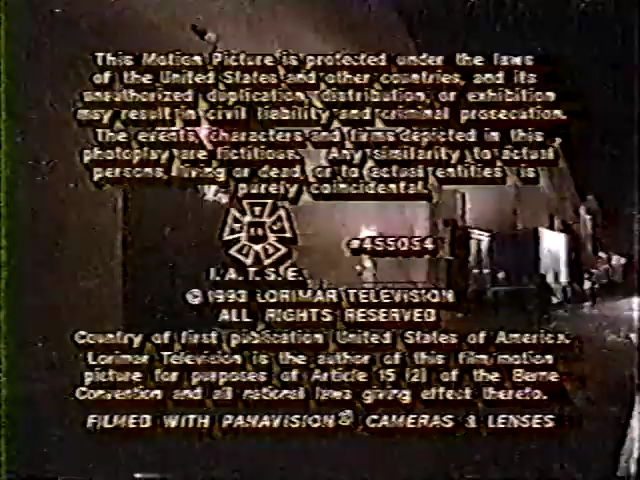 This Motion Picture is protected under the laws
of the United States and other countries, and its
unauthorized duplication, distribution, or exhibition
may result in civil liability and criminal prosecution.
The events, characters and firms depicted in this
photoplay are fictitious. Any similarity to actual
persons, living or dead, or to actual entities is
purely coincidental.
#455054
I.A.T.S.E.
© 1993 LORIMAR TELEVISION
ALL RIGHTS RESERVED
Country of first publication United States of America.
Lorimar Television is the author of this film/motion
picture for purposes of Article 15 (2) of the Berne
Convention and all national laws giving effect thereto.
FILMED WITH PANAVISION® CAMERAS & LENSES